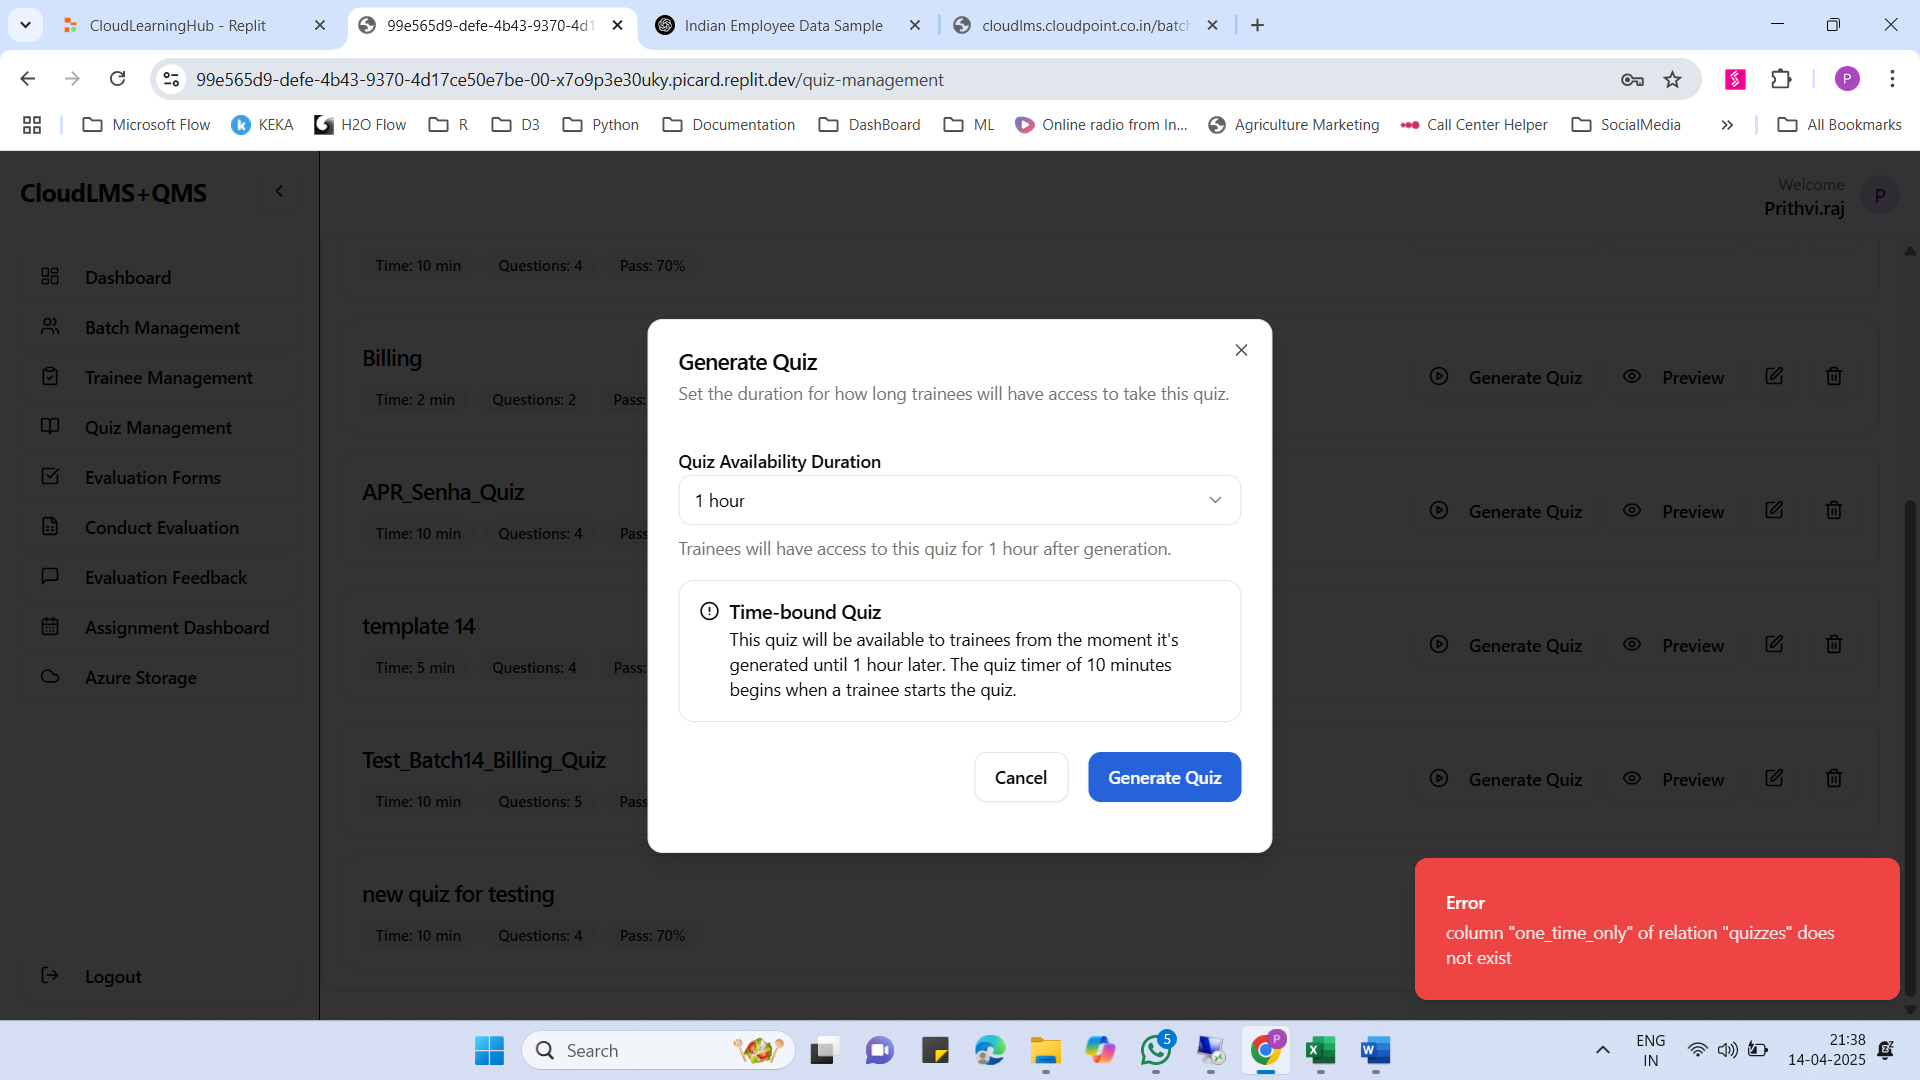 CloudLearningHub - Replit
99e565d9-defe-4b43-9370-4d1
Indian Employee Data Sample
cloudlms.cloudpoint.co.in/batch
99e565d9-defe-4b43-9370-4d17ce50e7be-00-x7o9p3e30uky.picard.replit.dev/quiz-management
P
Microsoft Flow
KEKA
H2O Flow
R
D3
Python
Documentation
DashBoard
ML
Online radio from In...
Agriculture Marketing
Call Center Helper
SocialMedia
All Bookmarks
CloudLMS+QMS
Welcome
Prithvi.raj
P
Dashboard
Batch Management
Trainee Management
Quiz Management
Evaluation Forms
Conduct Evaluation
Evaluation Feedback
Assignment Dashboard
Azure Storage
Logout
Time: 10 min Questions: 4 Pass: 70%
Billing
Time: 2 min Questions: 2 Pass:
Generate Quiz Preview
APR_Senha_Quiz
Time: 10 min Questions: 4 Pass
Generate Quiz Preview
template 14
Time: 5 min Questions: 4 Pass:
Generate Quiz Preview
Test_Batch14_Billing_Quiz
Time: 10 min Questions: 5 Pass
Generate Quiz Preview
new quiz for testing
Time: 10 min Questions: 4 Pass: 70%
Generate Quiz
Set the duration for how long trainees will have access to take this quiz.
Quiz Availability Duration
1 hour
Trainees will have access to this quiz for 1 hour after generation.
Time-bound Quiz
This quiz will be available to trainees from the moment it's
generated until 1 hour later. The quiz timer of 10 minutes
begins when a trainee starts the quiz.
Cancel
Generate Quiz
Error
column "one_time_only" of relation "quizzes" does
not exist
Search
5
P
ENG
IN
21:38
14-04-2025